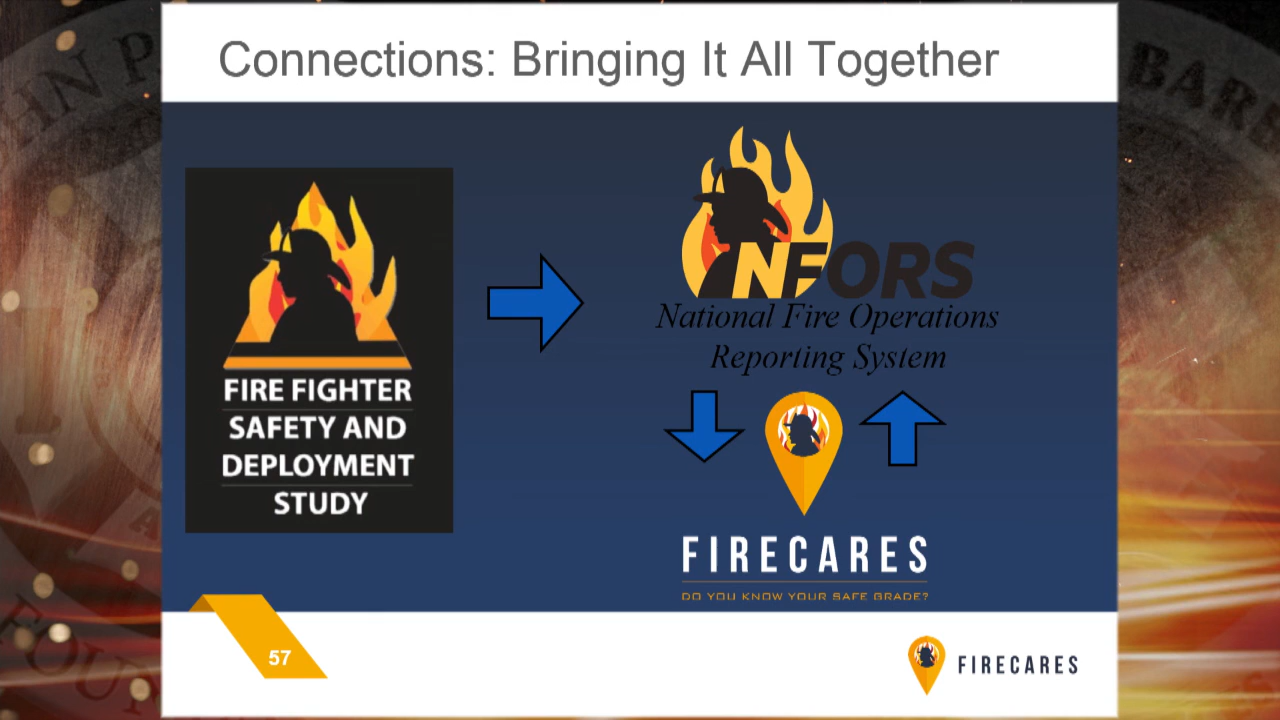 Connections: Bringing It All Together
FIRE FIGHTER
SAFETY AND
DEPLOYMENT
STUDY
NFORS
National Fire Operations
Reporting System
FIRECARES
DO YOU KNOW YOUR SAFE GRADE?
57
FIRECARES